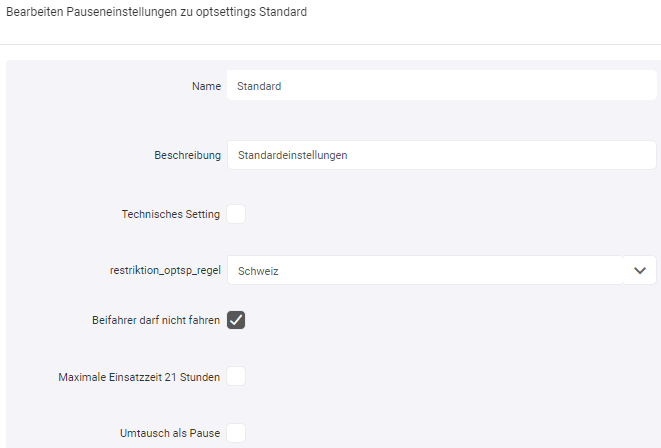 Bearbeiten Pauseneinstellungen zu optsettings Standard
Name Standard
Beschreibung Standardeinstellungen
Technisches Setting
restriktion_optsp_regel Schweiz
Beifahrer darf nicht fahren
Maximale Einsatzzeit 21 Stunden
Umtausch als Pause